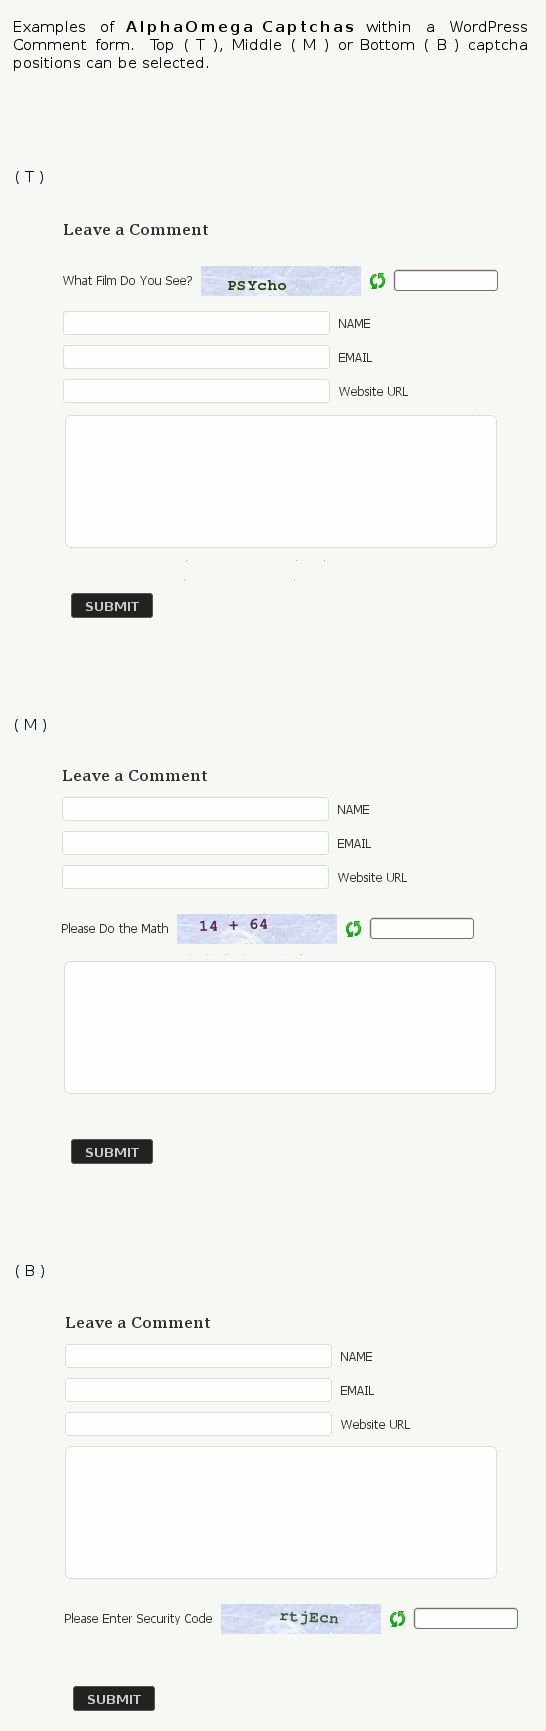 Examples of AlphaOmega Captchas within a WordPress
Comment form. Top ( T ), Middle ( M ) or Bottom ( B ) captcha
positions can be selected.
( T )
Leave a Comment
What Film Do You See? PSYcho
NAME
EMAIL
Website URL
SUBMIT
( M )
Leave a Comment
NAME
EMAIL
Website URL
Please Do the Math 14 + 64
SUBMIT
( B )
Leave a Comment
NAME
EMAIL
Website URL
Please Enter Security Code rtjEcn
SUBMIT